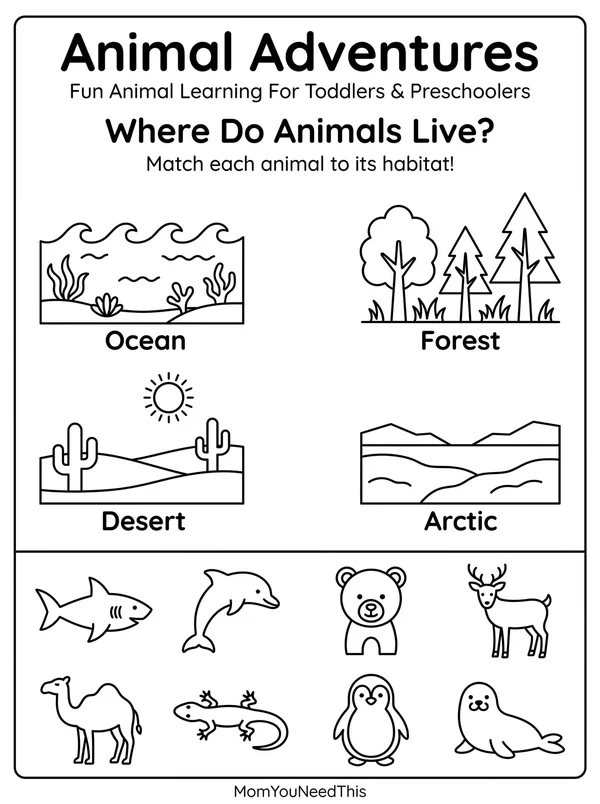 Animal Adventures
Fun Animal Learning For Toddlers & Preschoolers
Where Do Animals Live?
Match each animal to its habitat!
Ocean
Forest
Desert
Arctic
MomYouNeedThis